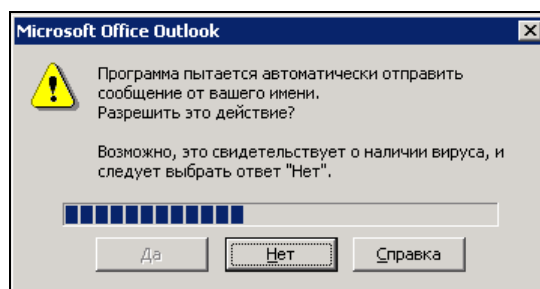 Microsoft Office Outlook
Программа пытается автоматически отправить
сообщение от вашего имени.
Разрешить это действие?
Возможно, это свидетельствует о наличии вируса, и
следует выбрать ответ "Нет".
Да Нет Справка